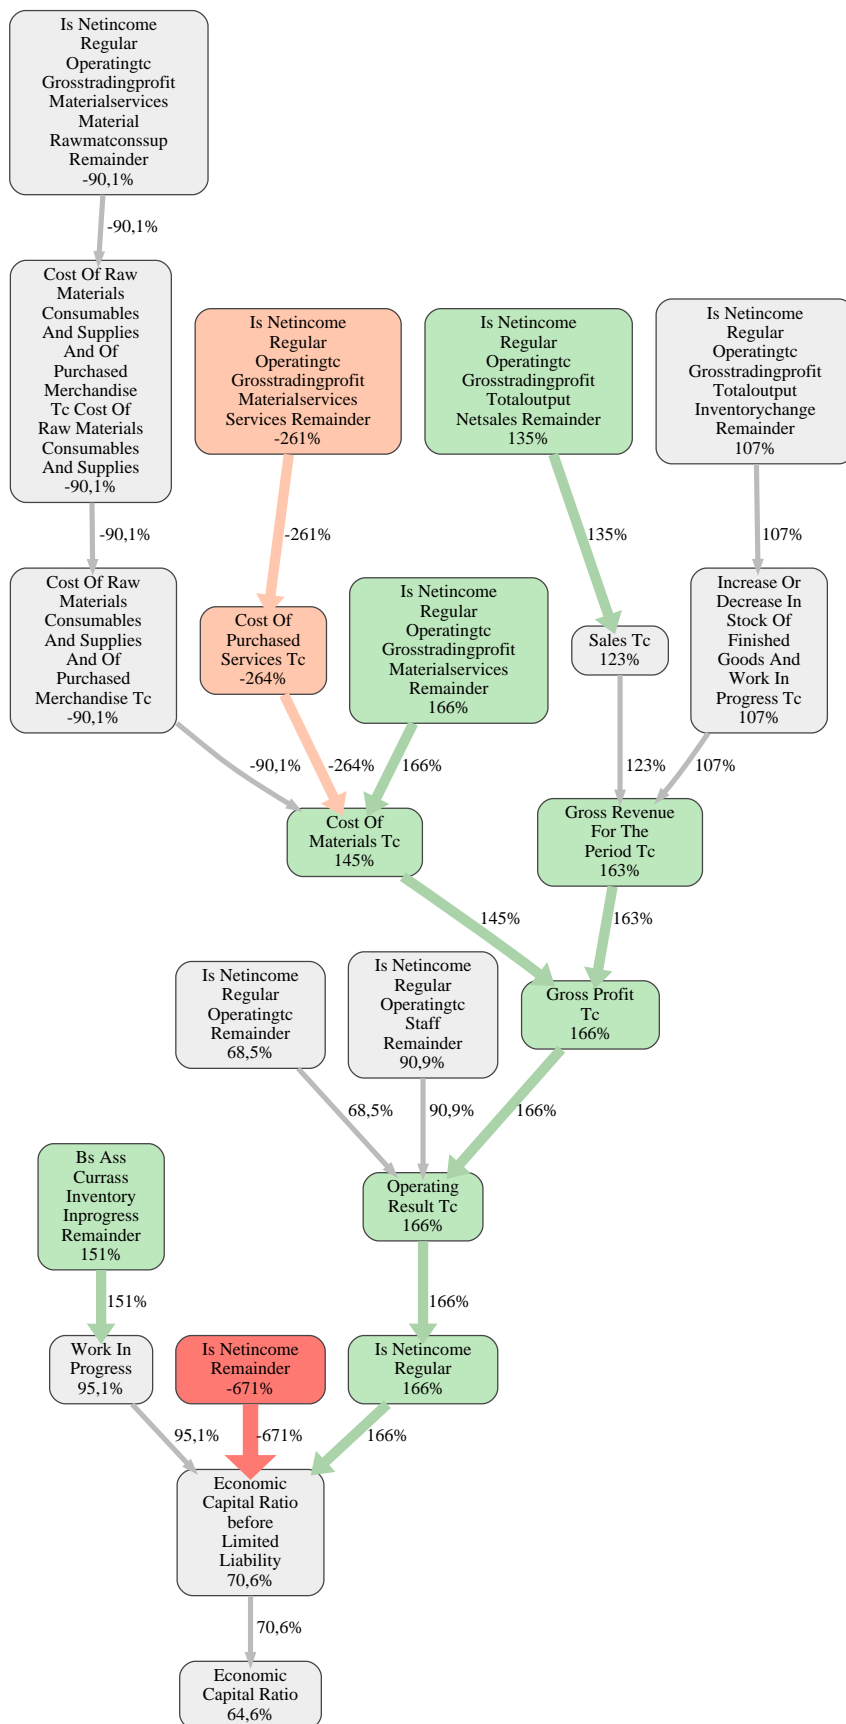 Is Netincome
Regular
Operatingtc
Grosstradingprofit
Materialservices
Material
Rawmatconssup
Remainder
-90,1%
-90,1%
Cost Of Raw
Materials
Consumables
And Supplies
And Of
Purchased
Merchandise
Tc Cost Of
Raw Materials
Consumables
And Supplies
-90,1%
Is Netincome
Regular
Operatingtc
Grosstradingprofit
Materialservices
Services Remainder
-261%
Is Netincome
Regular
Operatingtc
Grosstradingprofit
Totaloutput
Netsales Remainder
135%
Is Netincome
Regular
Operatingtc
Grosstradingprofit
Totaloutput
Inventorychange
Remainder
107%
-90,1%
-261%
135%
107%
Cost Of Raw
Materials
Consumables
And Supplies
And Of
Purchased
Merchandise Tc
-90,1%
Cost Of
Purchased
Services Tc
-264%
Is Netincome
Regular
Operatingtc
Grosstradingprofit
Materialservices
Remainder
166%
Sales Tc
123%
Increase Or
Decrease In
Stock Of
Finished
Goods And
Work In
Progress Tc
107%
-90,1%
-264%
166%
123%
107%
Cost Of
Materials Tc
145%
Gross Revenue
For The
Period Tc
163%
145%
163%
Is Netincome
Regular
Operatingtc
Remainder
68,5%
Is Netincome
Regular
Operatingtc
Staff
Remainder
90,9%
Gross Profit
Tc
166%
68,5%
90,9%
166%
Bs Ass
Currass
Inventory
Inprogress
Remainder
151%
Operating
Result Tc
166%
151%
166%
Work In
Progress
95,1%
Is Netincome
Remainder
-671%
Is Netincome
Regular
166%
95,1%
-671%
166%
Economic
Capital Ratio
before
Limited
Liability
70,6%
70,6%
Economic
Capital Ratio
64,6%